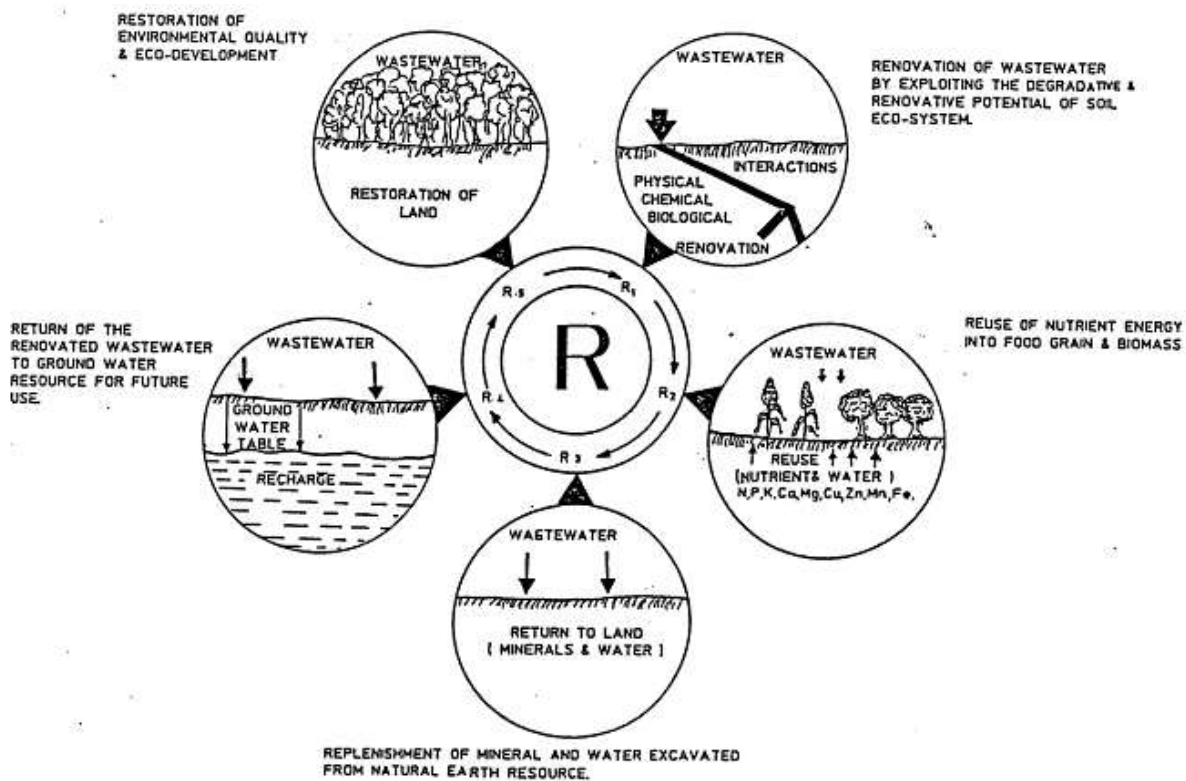 RESTORATION OF
ENVIRONMENTAL QUALITY
& ECO-DEVELOPMENT
WASTEWATER
RESTORATION OF
LAND
WASTEWATER
INTERACTIONS
PHYSICAL
CHEMICAL
BIOLOGICAL
RENOVATION
RENOVATION OF WASTEWATER
BY EXPLOITING THE DEGRADATIVE &
RENOVATIVE POTENTIAL OF SOIL
ECO-SYSTEM.
R.5
R1
R2
R3
R4
R
RETURN OF THE
RENOVATED WASTEWATER
TO GROUND WATER
RESOURCE FOR FUTURE
USE.
WASTEWATER
GROUND
WATER
TABLE
RECHARGE
REUSE OF NUTRIENT ENERGY
INTO FOOD GRAIN & BIOMASS
WASTEWATER
REUSE
(NUTRIENT& WATER )
N,P,K,Ca,Mg,Cu,Zn,Mn,Fe,
WASTEWATER
RETURN TO LAND
( MINERALS & WATER )
REPLENISHMENT OF MINERAL AND WATER EXCAVATED
FROM NATURAL EARTH RESOURCE.